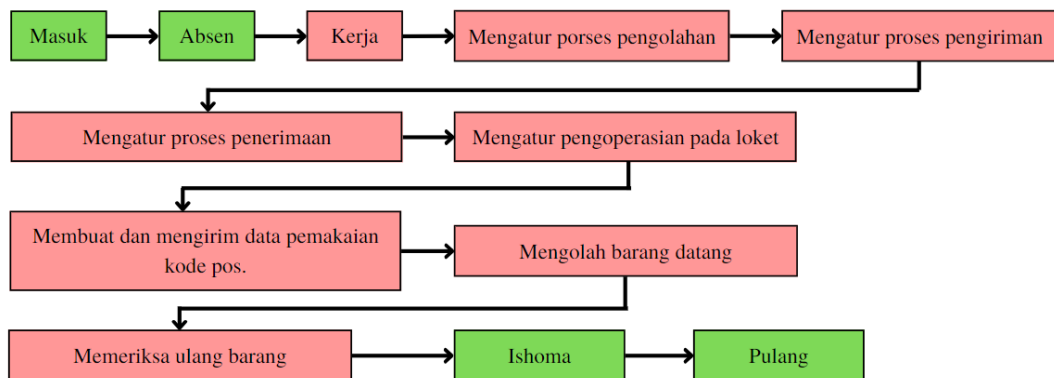 Masuk
Absen
Kerja
Mengatur porses pengolahan
Mengatur proses pengiriman
Mengatur proses penerimaan
Mengatur pengoperasian pada loket
Membuat dan mengirim data pemakaian
kode pos.
Mengolah barang datang
Memeriksa ulang barang
Ishoma
Pulang